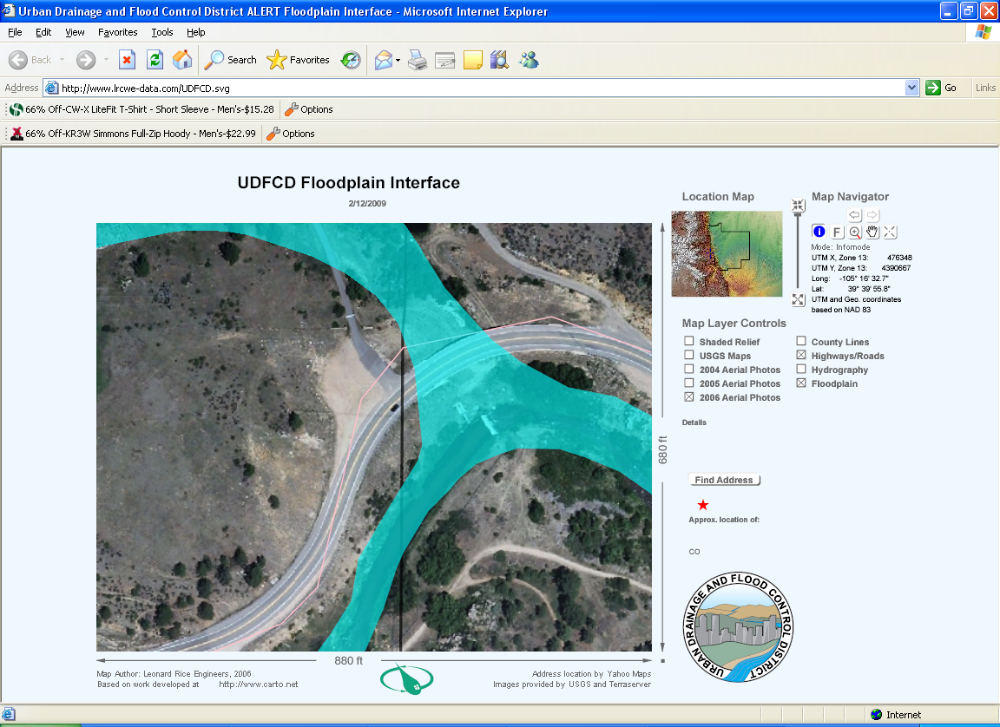 Urban Drainage and Flood Control District ALERT Floodplain Interface - Microsoft Internet Explorer
File Edit View Favorites Tools Help
Back Search Favorites
Address http://www.lrcwe-data.com/UDFCD.svg Go Links
66% Off-CW-X LiteFit T-Shirt - Short Sleeve - Men's-$15.28 Options
66% Off-KR3W Simmons Full-Zip Hoody - Men's-$22.99 Options
UDFCD Floodplain Interface
2/12/2009
Location Map
Map Navigator
i F
Mode: Infomode
UTM X, Zone 13: 476348
UTM Y, Zone 13: 4390667
Long: -105° 16' 32.7"
Lat: 39° 39' 55.8"
UTM and Geo. coordinates
based on NAD 83
Map Layer Controls
Shaded Relief County Lines
USGS Maps Highways/Roads
2004 Aerial Photos Hydrography
2005 Aerial Photos Floodplain
2006 Aerial Photos
Details
680 ft
Find Address
Approx. location of:
CO
URBAN DRAINAGE AND FLOOD CONTROL DISTRICT
880 ft
Map Author: Leonard Rice Engineers, 2006
Based on work developed at http://www.carto.net
Address location by Yahoo Maps
Images provided by USGS and Terraserver
Internet